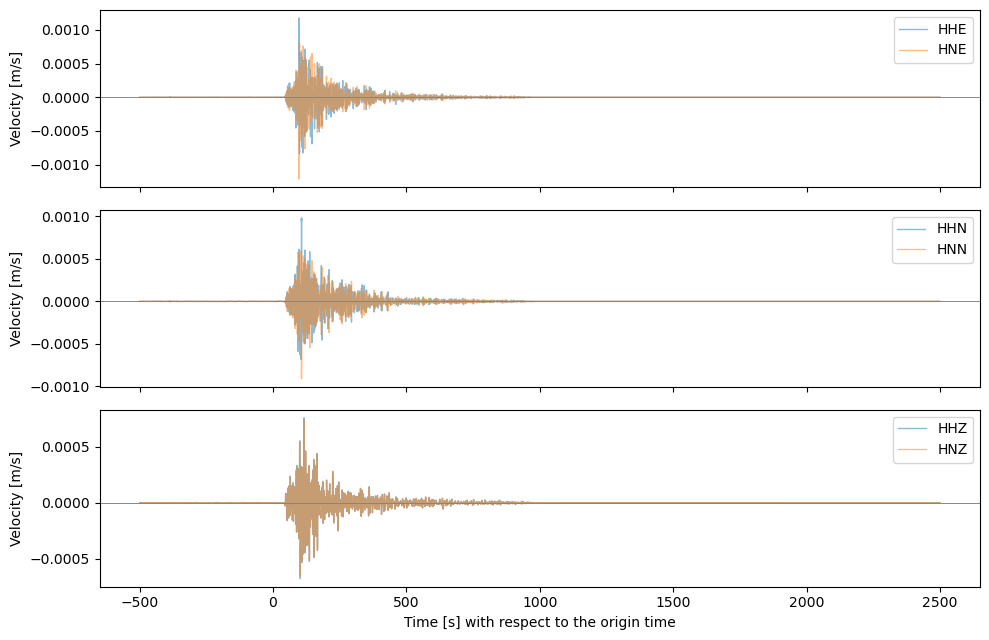 0.0010
0.0005
0.0000
−0.0005
−0.0010
Velocity [m/s]
HHE
HNE
0.0010
0.0005
0.0000
−0.0005
−0.0010
Velocity [m/s]
HHN
HNN
0.0005
0.0000
−0.0005
Velocity [m/s]
HHZ
HNZ
−500 0 500 1000 1500 2000 2500
Time [s] with respect to the origin time